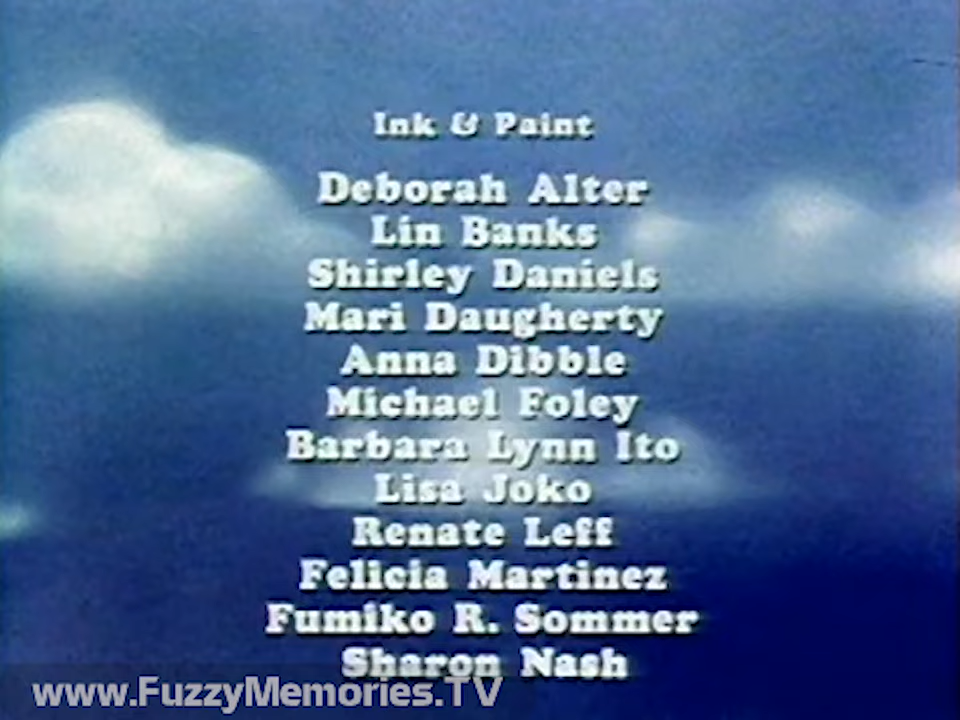 Ink & Paint
Deborah Alter
Lin Banks
Shirley Daniels
Mari Daugherty
Anna Dibble
Michael Foley
Barbara Lynn Ito
Lisa Joko
Renate Leff
Felicia Martinez
Fumiko R. Sommer
Sharon Nash
www.FuzzyMemories.TV